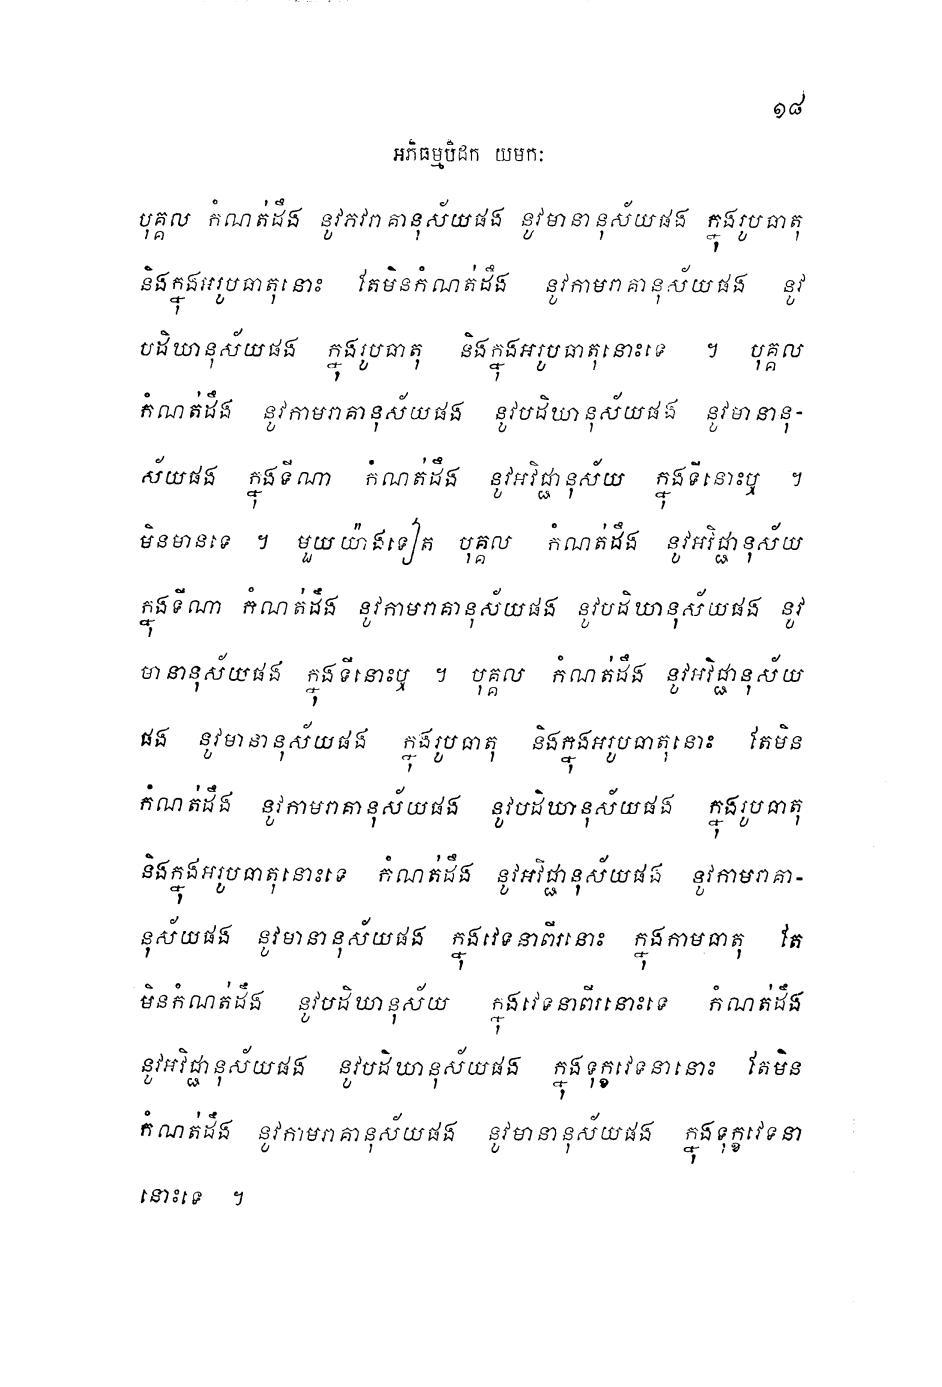 ១៨
អភិធម្មបិដក យមកៈ
បុគ្គល កំណត់ដឹង នូវភវរាគានុស័យផង នូវមានានុស័យផង ក្នុងរូបធាតុ
និងក្នុងអរូបធាតុនោះ តែមិនកំណត់ដឹង នូវកាមរាគានុស័យផង នូវ
បដិឃានុស័យផង ក្នុងរូបធាតុ និងក្នុងអរូបធាតុនោះទេ ។ បុគ្គល
កំណត់ដឹង នូវកាមរាគានុស័យផង នូវបដិឃានុស័យផង នូវមានានុ-
ស័យផង ក្នុងទីណា កំណត់ដឹង នូវអវិជ្ជានុស័យ ក្នុងទីនោះឬ ។
មិនមានទេ ។ មួយយ៉ាងទៀត បុគ្គល កំណត់ដឹង នូវអវិជ្ជានុស័យ
ក្នុងទីណា កំណត់ដឹង នូវកាមរាគានុស័យផង នូវបដិឃានុស័យផង នូវ
មានានុស័យផង ក្នុងទីនោះឬ ។ បុគ្គល កំណត់ដឹង នូវអវិជ្ជានុស័យ
ផង នូវមានានុស័យផង ក្នុងរូបធាតុ និងក្នុងអរូបធាតុនោះ តែមិន
កំណត់ដឹង នូវកាមរាគានុស័យផង នូវបដិឃានុស័យផង ក្នុងរូបធាតុ
និងក្នុងអរូបធាតុនោះទេ កំណត់ដឹង នូវអវិជ្ជានុស័យផង នូវកាមរាគា-
នុស័យផង នូវមានានុស័យផង ក្នុងវេទនាពីរនោះ ក្នុងកាមធាតុ តែ
មិនកំណត់ដឹង នូវបដិឃានុស័យ ក្នុងវេទនាពីរនោះទេ កំណត់ដឹង
នូវអវិជ្ជានុស័យផង នូវបដិឃានុស័យផង ក្នុងទុក្ខវេទនានោះ តែមិន
កំណត់ដឹង នូវកាមរាគានុស័យផង នូវមានានុស័យផង ក្នុងទុក្ខវេទនា
នោះទេ ។